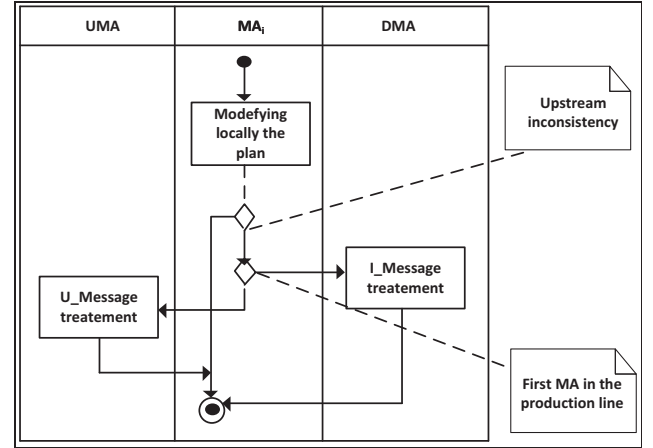 UMA
MAi
DMA
Modefying
locally the
plan
Upstream
inconsistency
I_Message
treatement
U_Message
treatement
First MA in the
production line